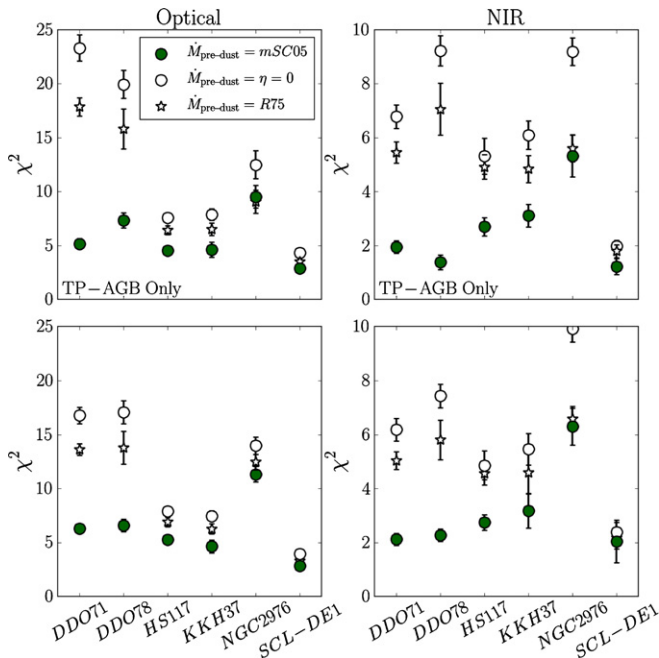 Optical
NIR
25
20
15
10
5
0
χ²
Ṁpre−dust = mSC05
Ṁpre−dust = η = 0
Ṁpre−dust = R75
TP−AGB Only
10
8
6
4
2
0
χ²
TP−AGB Only
25
20
15
10
5
0
χ²
10
8
6
4
2
0
χ²
DDO71
DDO78
HS117
KKH37
NGC2976
SCL−DE1
DDO71
DDO78
HS117
KKH37
NGC2976
SCL−DE1